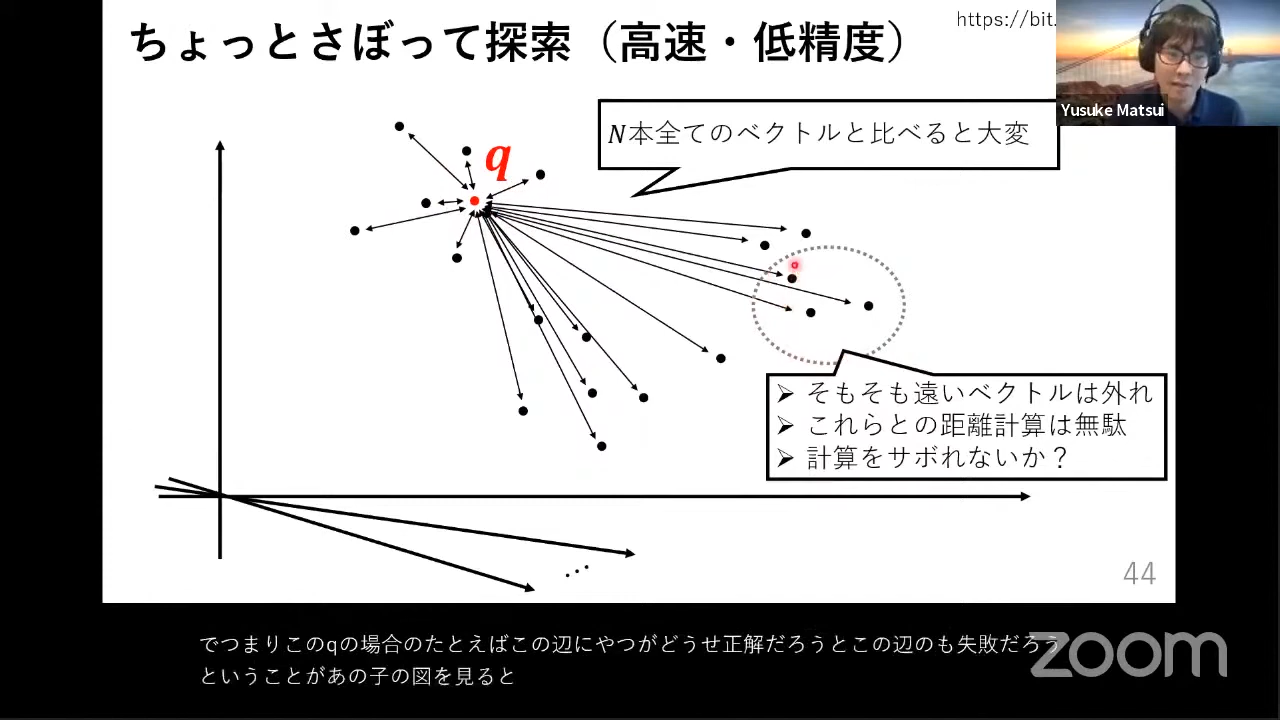 ちょっとさぼって探索（高速・低精度）
https://bit.
Yusuke Matsui
N本全てのベクトルと比べると大変
q
➢ そもそも遠いベクトルは外れ
➢ これらとの距離計算は無駄
➢ 計算をサボれないか？
…
44
でつまりこのqの場合のたとえばこの辺にやつがどうせ正解だろうとこの辺のも失敗だろう
ということがあの子の図を見ると
zoom